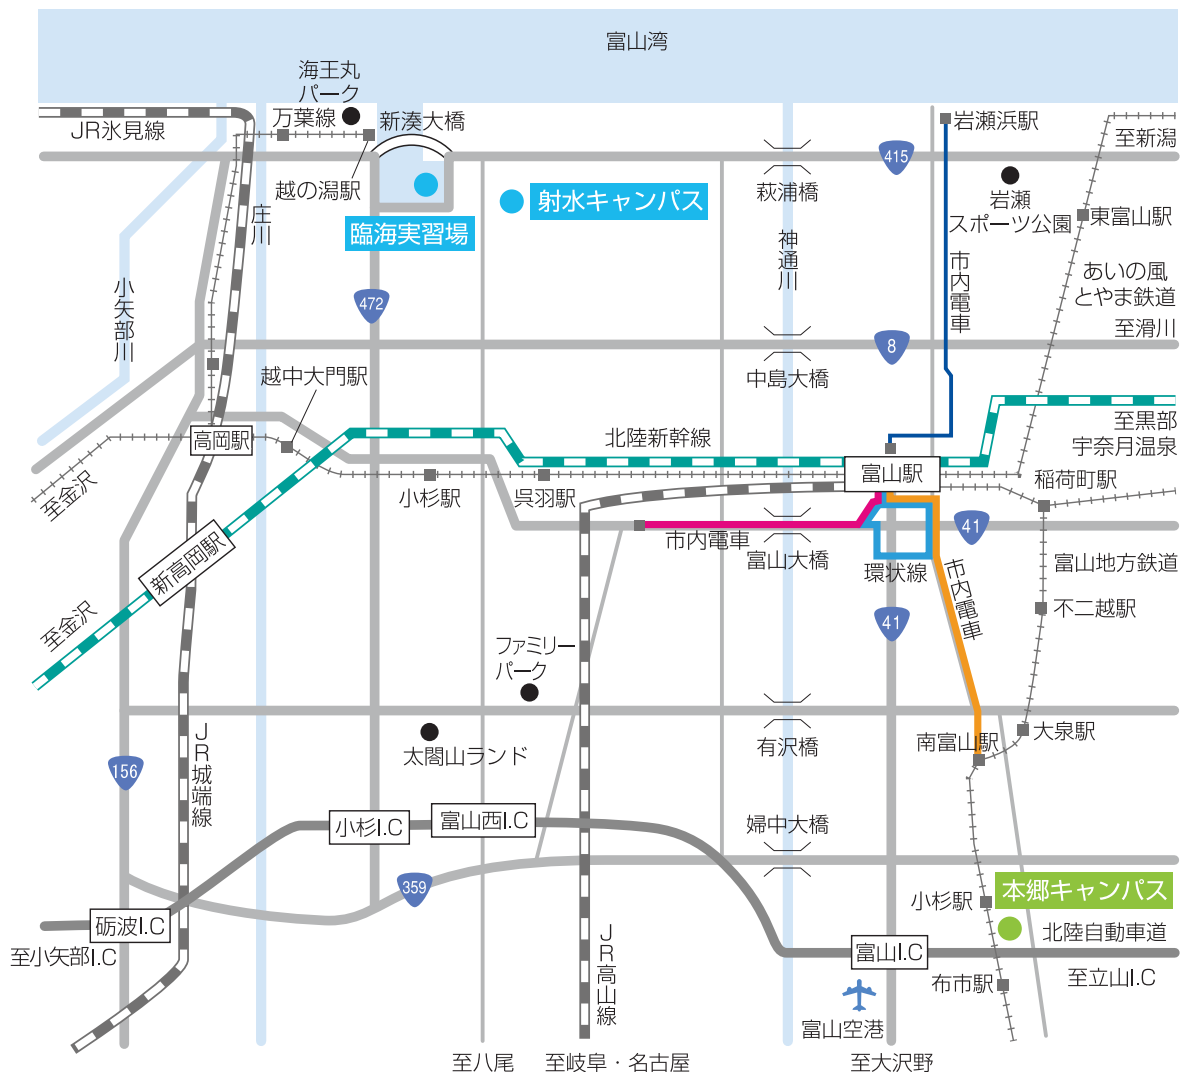 富山湾
海王丸
パーク
万葉線
新湊大橋
JR氷見線
岩瀬浜駅
至新潟
415
越の潟駅
射水キャンパス
萩浦橋
岩瀬
スポーツ公園
東富山駅
庄川
臨海実習場
神通川
市内電車
あいの風
とやま鉄道
小矢部川
472
至滑川
8
越中大門駅
中島大橋
至黒部
宇奈月温泉
高岡駅
北陸新幹線
富山駅
至金沢
小杉駅
呉羽駅
稲荷町駅
市内電車
富山大橋
41
新高岡駅
環状線
市内電車
富山地方鉄道
至金沢
41
不二越駅
ファミリー
パーク
JR城端線
太閤山ランド
有沢橋
南富山駅
大泉駅
156
小杉I.C
富山西I.C
婦中大橋
359
本郷キャンパス
小杉駅
砺波I.C
至小矢部I.C
JR高山線
富山I.C
北陸自動車道
布市駅
至立山I.C
富山空港
至八尾
至岐阜・名古屋
至大沢野